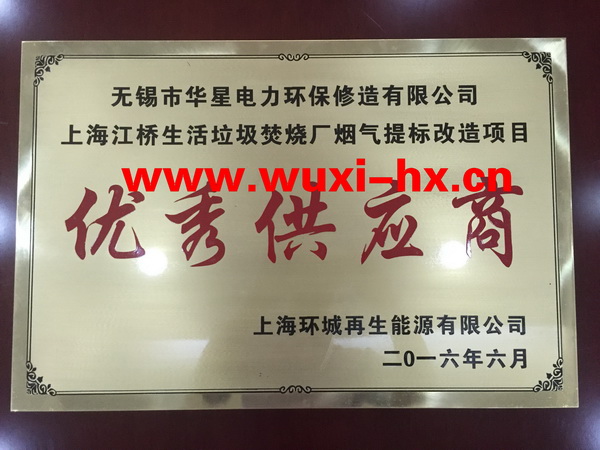 无锡市华星电力环保修造有限公司
上海江桥生活垃圾焚烧厂烟气提标改造项目
www.wuxi-hx.cn
优秀供应商
上海环城再生能源有限公司
二0一六年六月